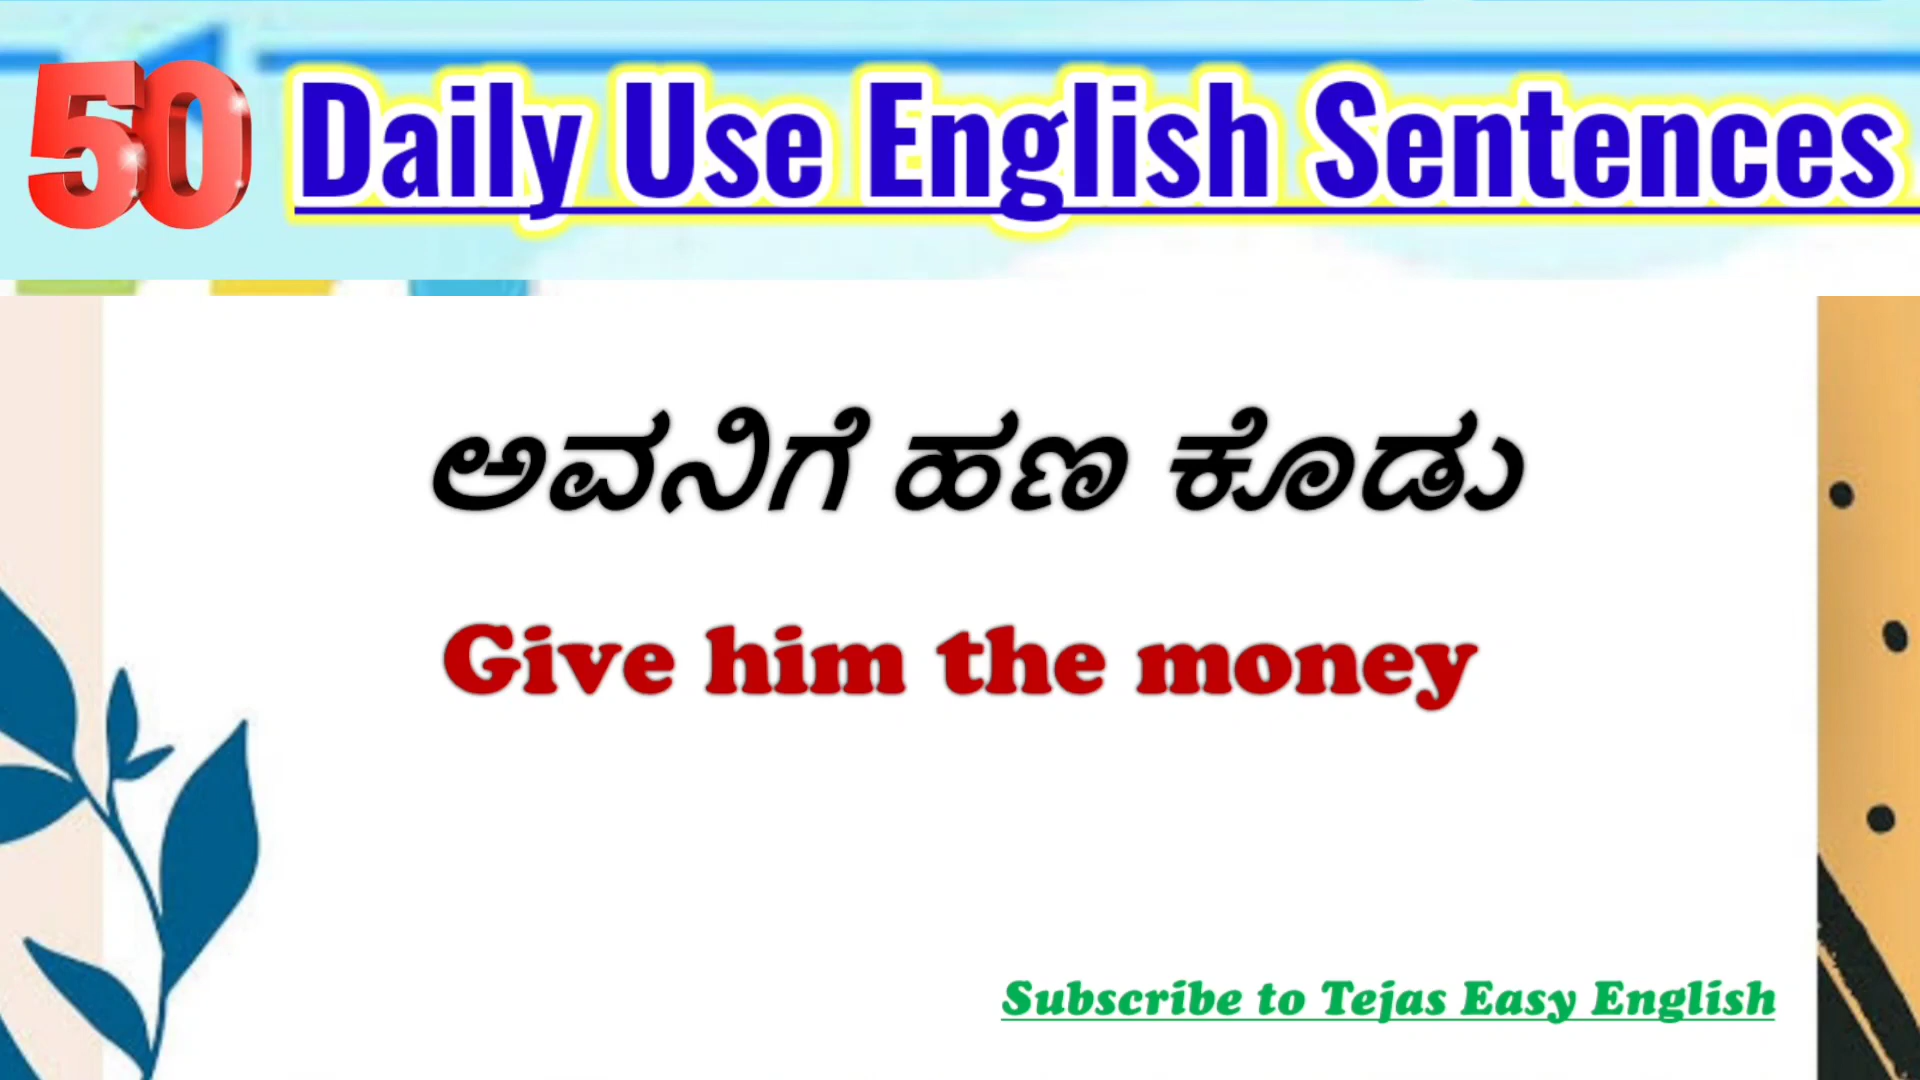 50 Daily Use English Sentences
ಅವನಿಗೆ ಹಣ ಕೊಡು
Give him the money
Subscribe to Tejas Easy English